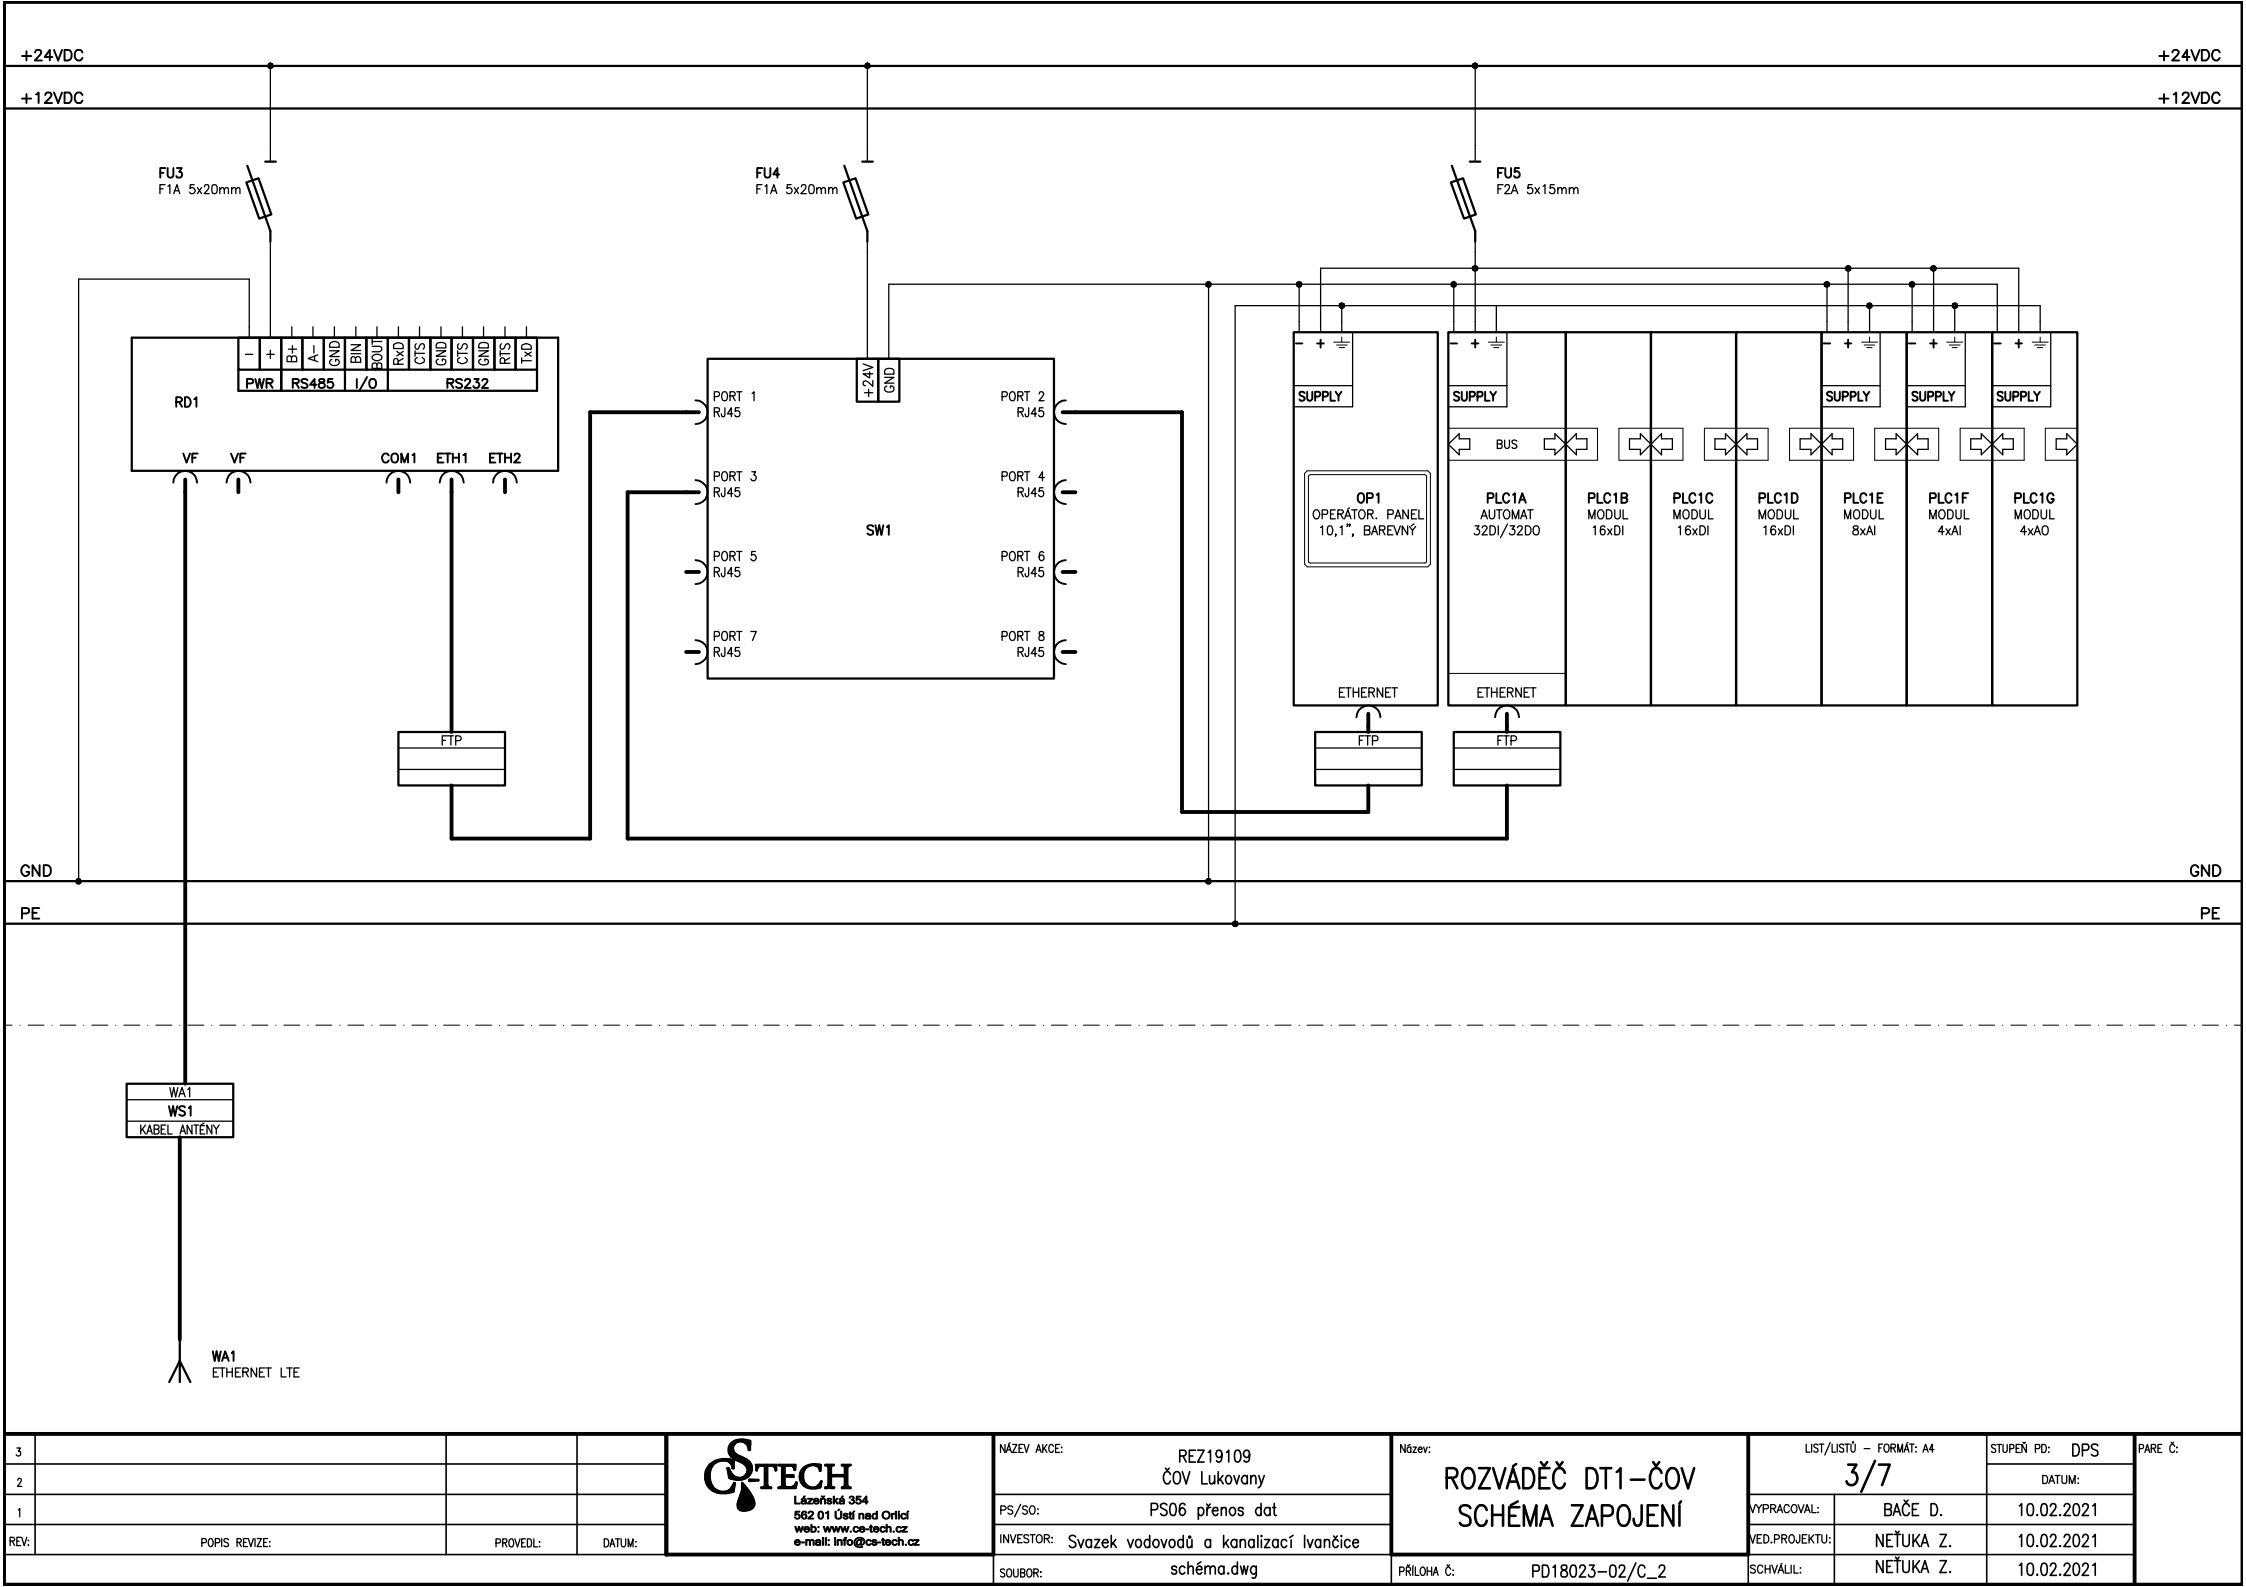 +24VDC +24VDC
+12VDC +12VDC
FU3
F1A 5x20mm
FU4
F1A 5x20mm
FU5
F2A 5x15mm
- + B+ A- GND BIN BOUT RxD CTS GND CTS GND RTS TxD
PWR RS485 I/O RS232
RD1
VF VF COM1 ETH1 ETH2
+24V GND
PORT 1
RJ45
PORT 2
RJ45
PORT 3
RJ45
PORT 4
RJ45
SW1
PORT 5
RJ45
PORT 6
RJ45
PORT 7
RJ45
PORT 8
RJ45
- + - + - + - + - +
SUPPLY SUPPLY SUPPLY SUPPLY SUPPLY
BUS
OP1
OPERÁTOR. PANEL
10,1", BAREVNÝ
PLC1A
AUTOMAT
32DI/32DO
PLC1B
MODUL
16xDI
PLC1C
MODUL
16xDI
PLC1D
MODUL
16xDI
PLC1E
MODUL
8xAI
PLC1F
MODUL
4xAI
PLC1G
MODUL
4xAO
ETHERNET ETHERNET
FTP FTP FTP
GND GND
PE PE
WA1
WS1
KABEL ANTÉNY
WA1
ETHERNET LTE
3
2
1
REV: POPIS REVIZE: PROVEDL: DATUM:
CS-TECH
Lázeňská 354
562 01 Ústí nad Orlicí
web: www.cs-tech.cz
e-mail: info@cs-tech.cz
NÁZEV AKCE: REZ19109
ČOV Lukovany
PS/SO: PS06 přenos dat
INVESTOR: Svazek vodovodů a kanalizací Ivančice
SOUBOR: schéma.dwg
Název:
ROZVÁDĚČ DT1-ČOV
SCHÉMA ZAPOJENÍ
PŘÍLOHA Č: PD18023-02/C_2
LIST/LISTŮ - FORMÁT: A4
3/7
STUPEŇ PD: DPS
DATUM:
VYPRACOVAL: BAČE D. 10.02.2021
VED.PROJEKTU: NEŤUKA Z. 10.02.2021
SCHVÁLIL: NEŤUKA Z. 10.02.2021
PARE Č: